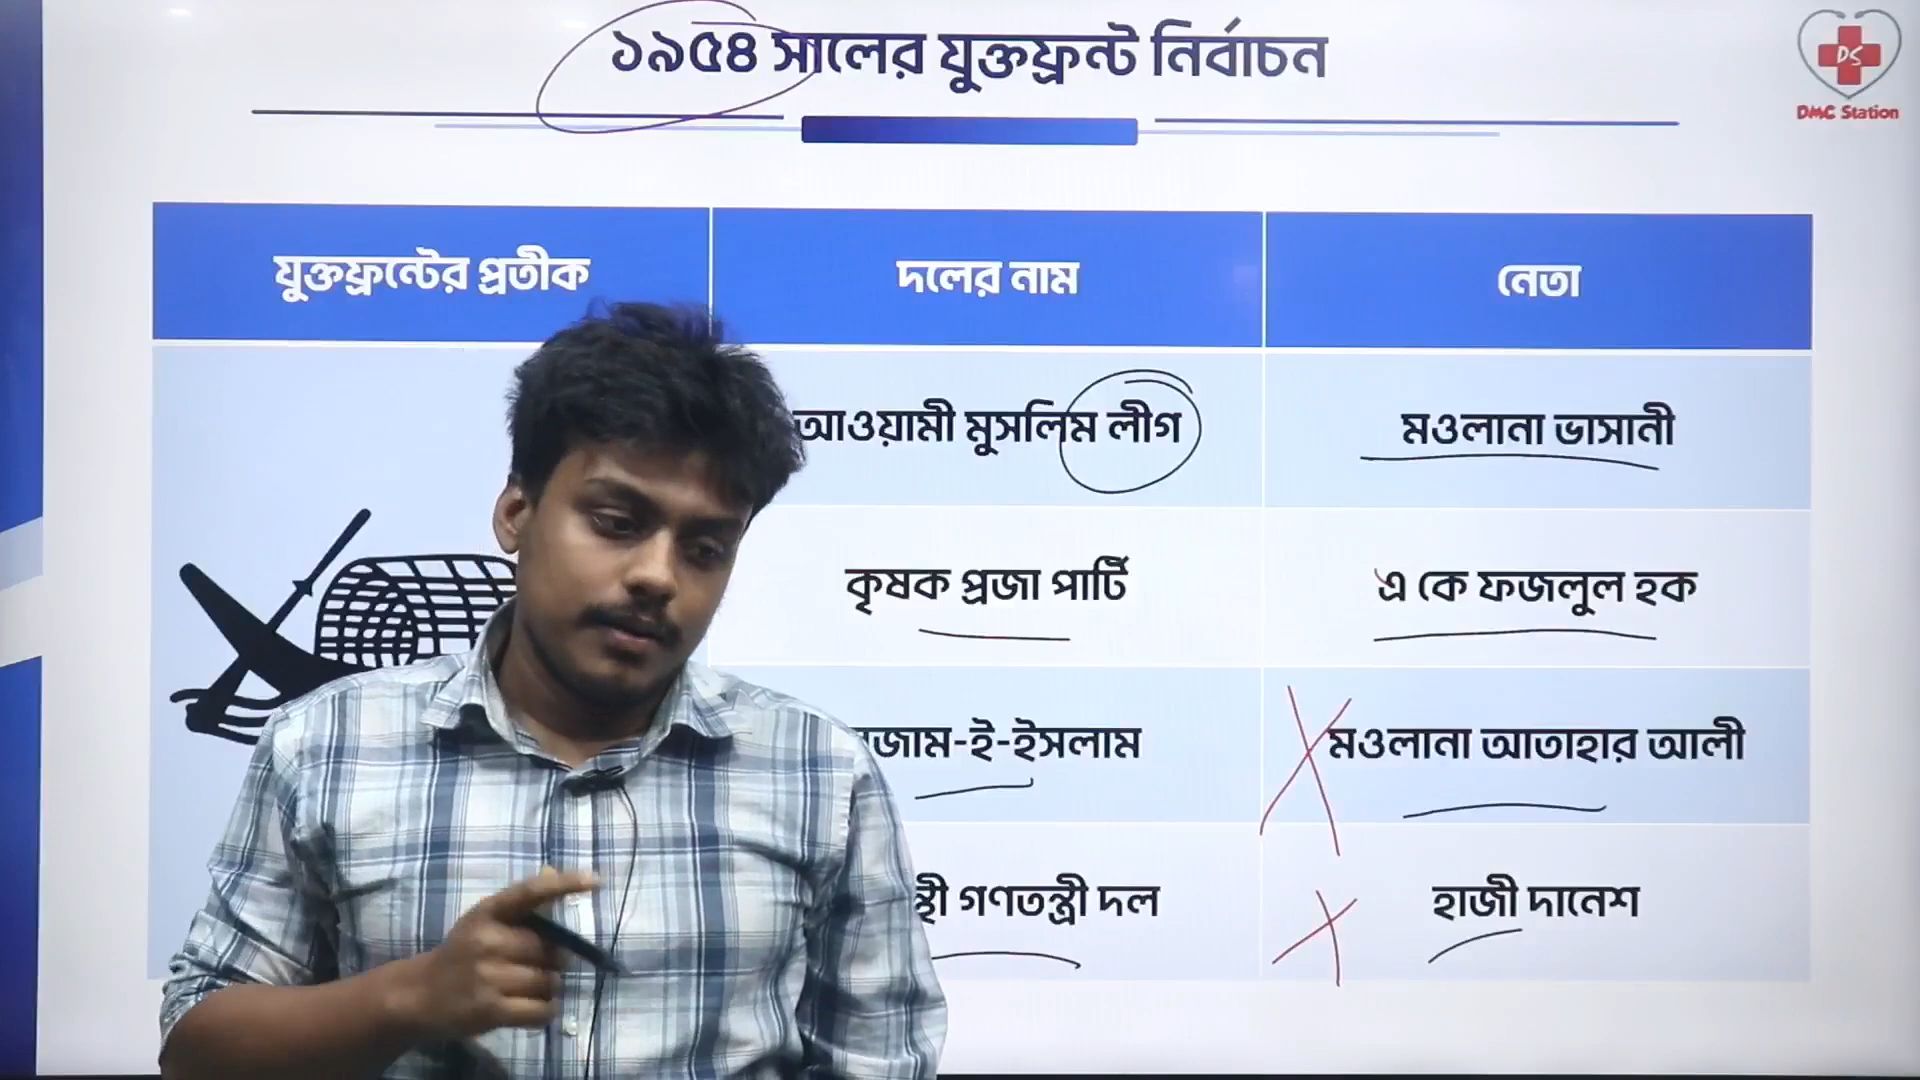 ১৯৫৪ সালের যুক্তফ্রন্ট নির্বাচন
DS
DMC Station
যুক্তফ্রন্টের প্রতীক
দলের নাম
নেতা
আওয়ামী মুসলিম লীগ
মওলানা ভাসানী
কৃষক প্রজা পার্টি
এ কে ফজলুল হক
জাম-ই-ইসলাম
মওলানা আতাহার আলী
গণতন্ত্রী দল
হাজী দানেশ